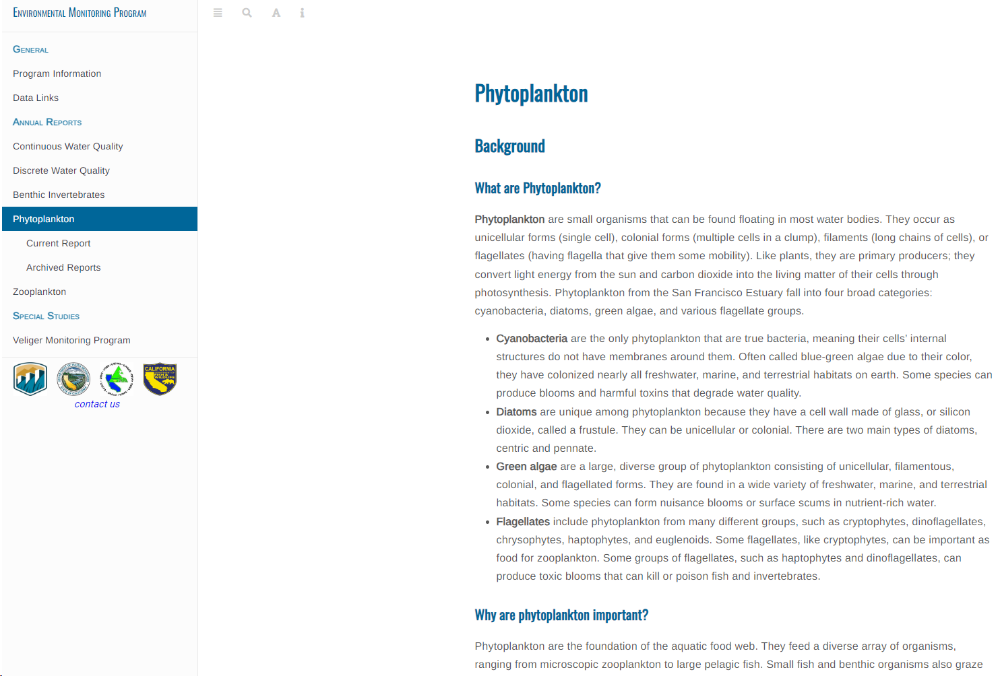 Environmental Monitoring Program
General
Program Information
Data Links
Annual Reports
Continuous Water Quality
Discrete Water Quality
Benthic Invertebrates
Phytoplankton
Current Report
Archived Reports
Zooplankton
Special Studies
Veliger Monitoring Program
CALIFORNIA
FISH &
WILDLIFE
contact us
Phytoplankton
Background
What are Phytoplankton?
Phytoplankton are small organisms that can be found floating in most water bodies. They occur as
unicellular forms (single cell), colonial forms (multiple cells in a clump), filaments (long chains of cells), or
flagellates (having flagella that give them some mobility). Like plants, they are primary producers; they
convert light energy from the sun and carbon dioxide into the living matter of their cells through
photosynthesis. Phytoplankton from the San Francisco Estuary fall into four broad categories:
cyanobacteria, diatoms, green algae, and various flagellate groups.
• Cyanobacteria are the only phytoplankton that are true bacteria, meaning their cells’ internal
structures do not have membranes around them. Often called blue-green algae due to their color,
they have colonized nearly all freshwater, marine, and terrestrial habitats on earth. Some species can
produce blooms and harmful toxins that degrade water quality.
• Diatoms are unique among phytoplankton because they have a cell wall made of glass, or silicon
dioxide, called a frustule. They can be unicellular or colonial. There are two main types of diatoms,
centric and pennate.
• Green algae are a large, diverse group of phytoplankton consisting of unicellular, filamentous,
colonial, and flagellated forms. They are found in a wide variety of freshwater, marine, and terrestrial
habitats. Some species can form nuisance blooms or surface scums in nutrient-rich water.
• Flagellates include phytoplankton from many different groups, such as cryptophytes, dinoflagellates,
chrysophytes, haptophytes, and euglenoids. Some flagellates, like cryptophytes, can be important as
food for zooplankton. Some groups of flagellates, such as haptophytes and dinoflagellates, can
produce toxic blooms that can kill or poison fish and invertebrates.
Why are phytoplankton important?
Phytoplankton are the foundation of the aquatic food web. They feed a diverse array of organisms,
ranging from microscopic zooplankton to large pelagic fish. Small fish and benthic organisms also graze